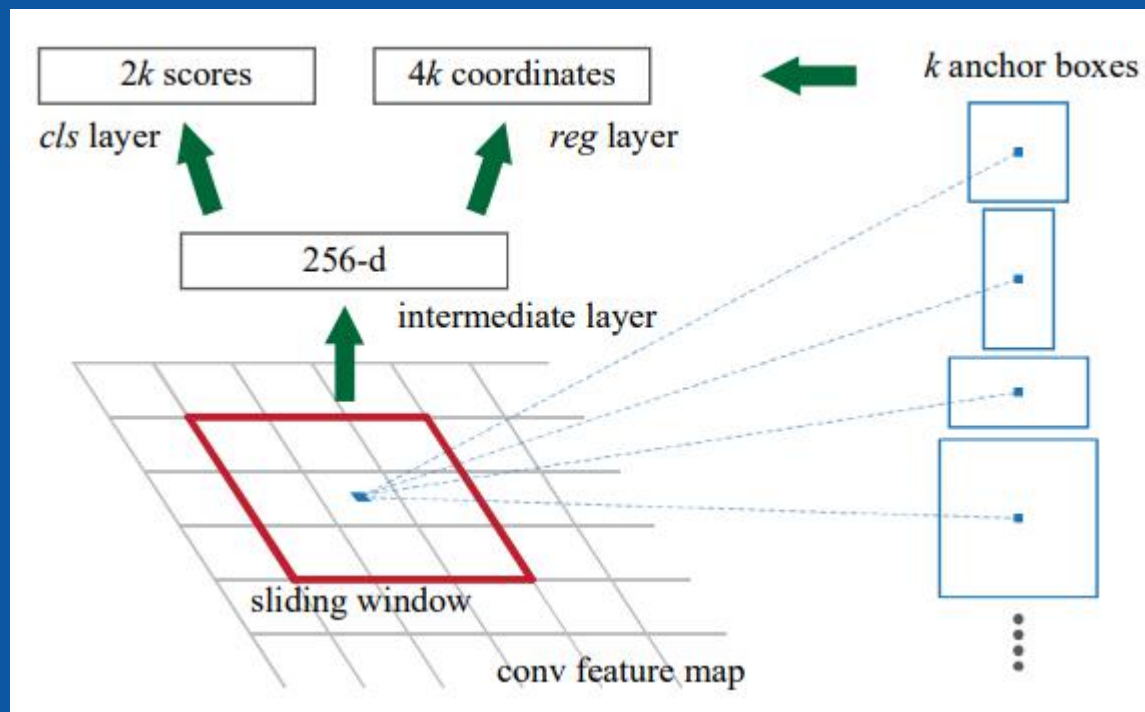 2k scores
4k coordinates
k anchor boxes
cls layer
reg layer
256-d
intermediate layer
sliding window
conv feature map